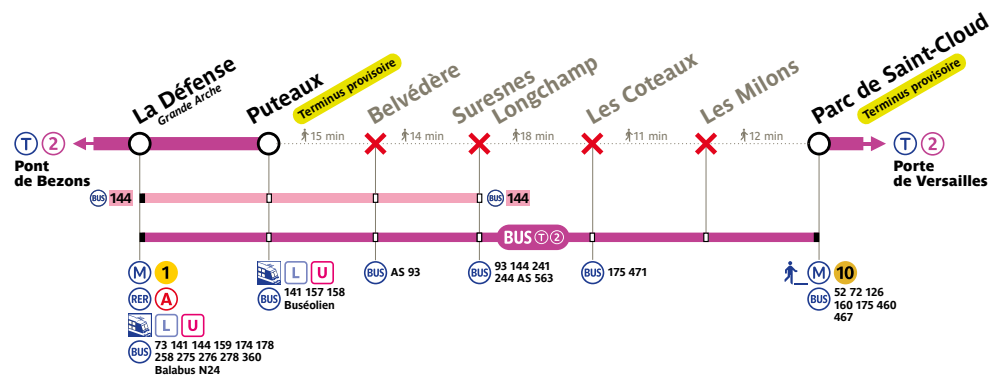 La Défense
Grande Arche
Puteaux
Terminus provisoire
Belvédère
Suresnes
Longchamp
Les Coteaux
Les Milons
Parc de Saint-Cloud
Terminus provisoire
15 min
14 min
18 min
11 min
12 min
T 2
Pont
de Bezons
T 2
Porte
de Versailles
BUS 144
BUS 144
BUS T 2
M 1
RER A
L U
BUS 73 141 144 159 174 178
258 275 276 278 360
Balabus N24
L U
BUS 141 157 158
Buséolien
BUS AS 93
BUS 93 144 241
244 AS 563
BUS 175 471
M 10
BUS 52 72 126
160 175 460
467